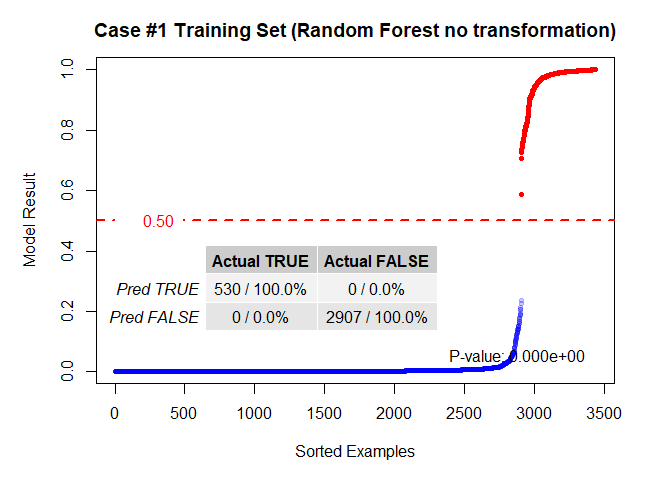 Case #1 Training Set (Random Forest no transformation)
Model Result
1.0
0.8
0.6
0.4
0.2
0.0
0.50
Actual TRUE Actual FALSE
Pred TRUE 530 / 100.0% 0 / 0.0%
Pred FALSE 0 / 0.0% 2907 / 100.0%
P-value: 0.000e+00
0 500 1000 1500 2000 2500 3000 3500
Sorted Examples